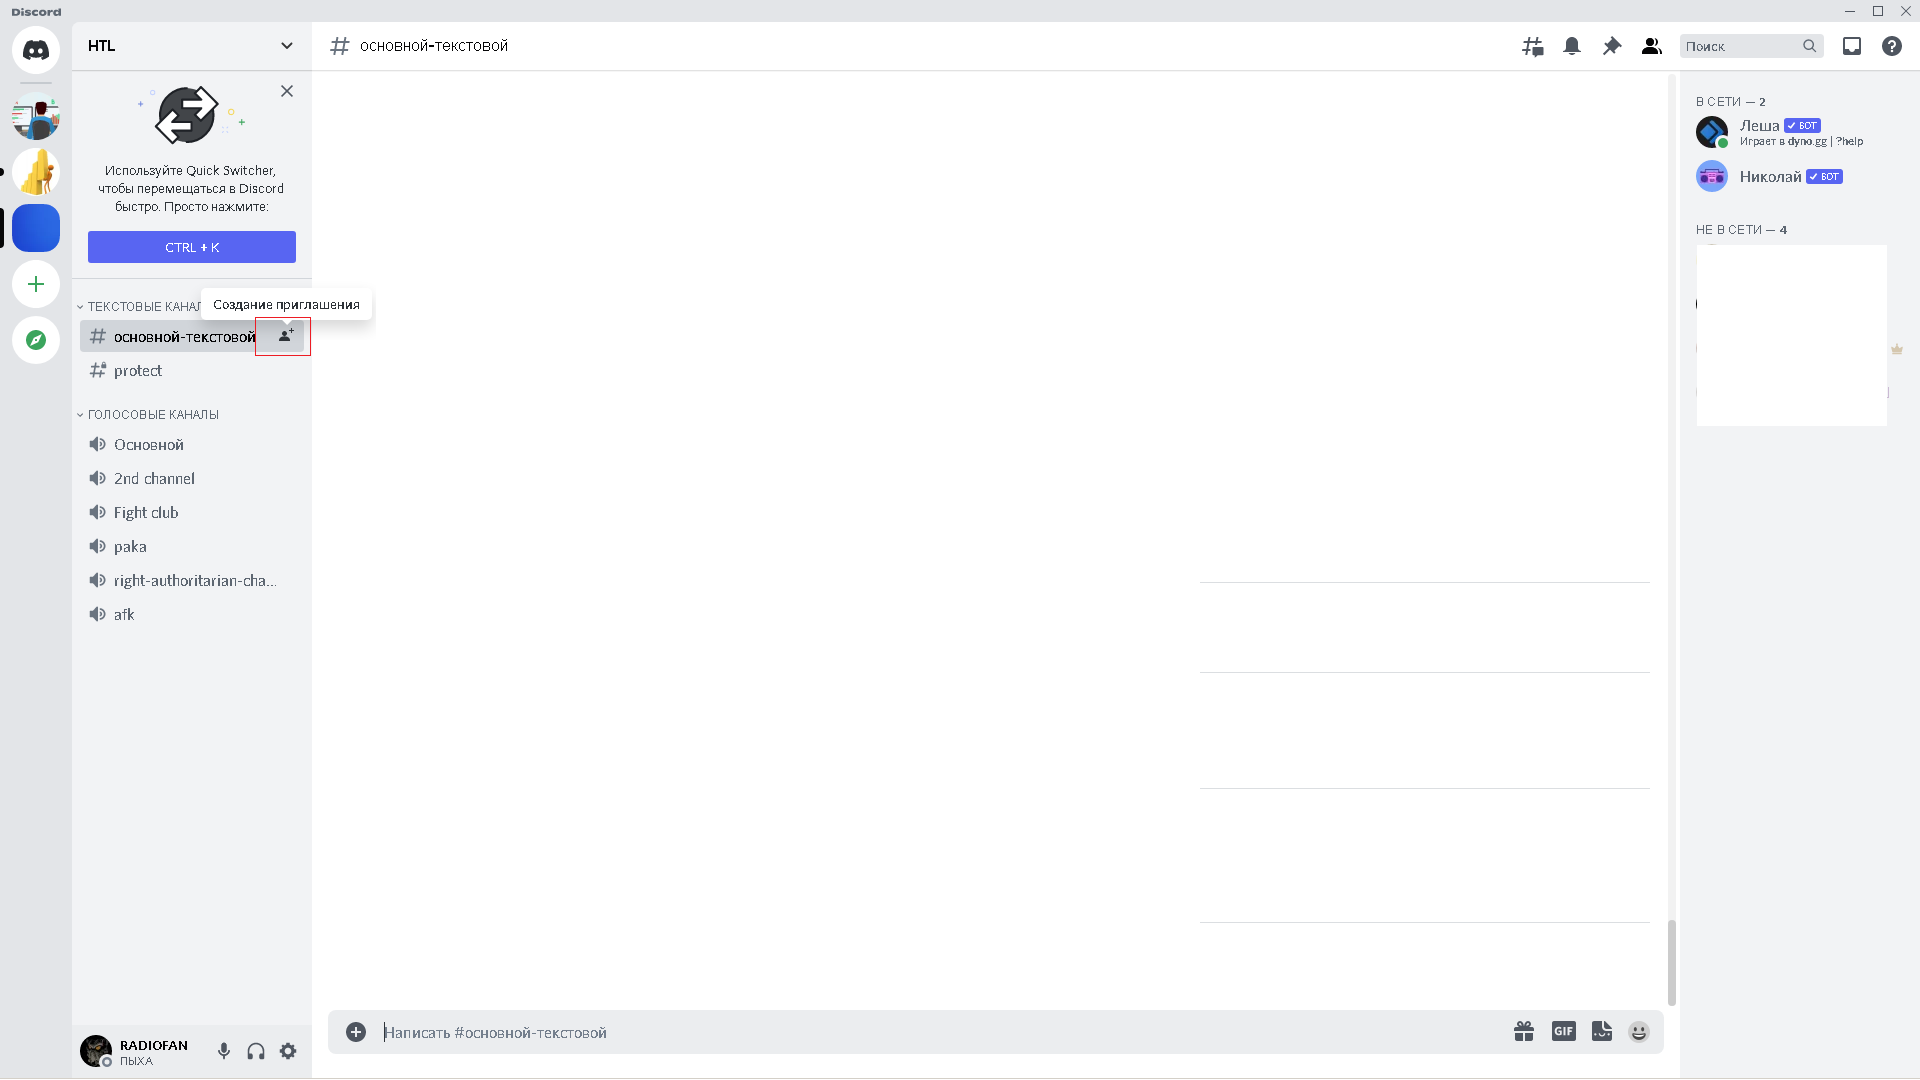 Discord
HTL
основной-текстовой
Поиск
Используйте Quick Switcher,
чтобы перемещаться в Discord
быстро. Просто нажмите:
CTRL + K
ТЕКСТОВЫЕ КАНАЛ
Создание приглашения
основной-текстовой
protect
ГОЛОСОВЫЕ КАНАЛЫ
Основной
2nd channel
Fight club
paka
right-authoritarian-cha...
afk
RADIOFAN
ПЫХА
Написать #основной-текстовой
GIF
В СЕТИ — 2
Леша ✓ БОТ
Играет в dyno.gg | ?help
Николай ✓ БОТ
НЕ В СЕТИ — 4